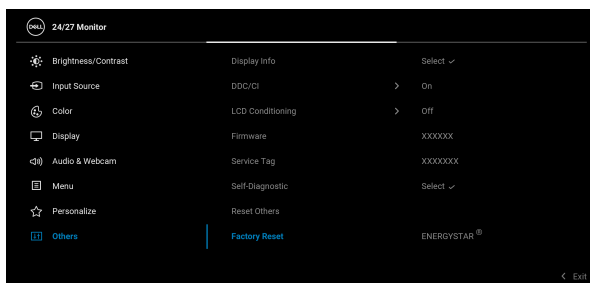 DELL 24/27 Monitor
Brightness/Contrast Display Info Select ✓
Input Source DDC/CI > On
Color LCD Conditioning > Off
Display Firmware XXXXXX
Audio & Webcam Service Tag XXXXXXX
Menu Self-Diagnostic Select ✓
Personalize Reset Others
Others Factory Reset ENERGYSTAR ®
< Exit